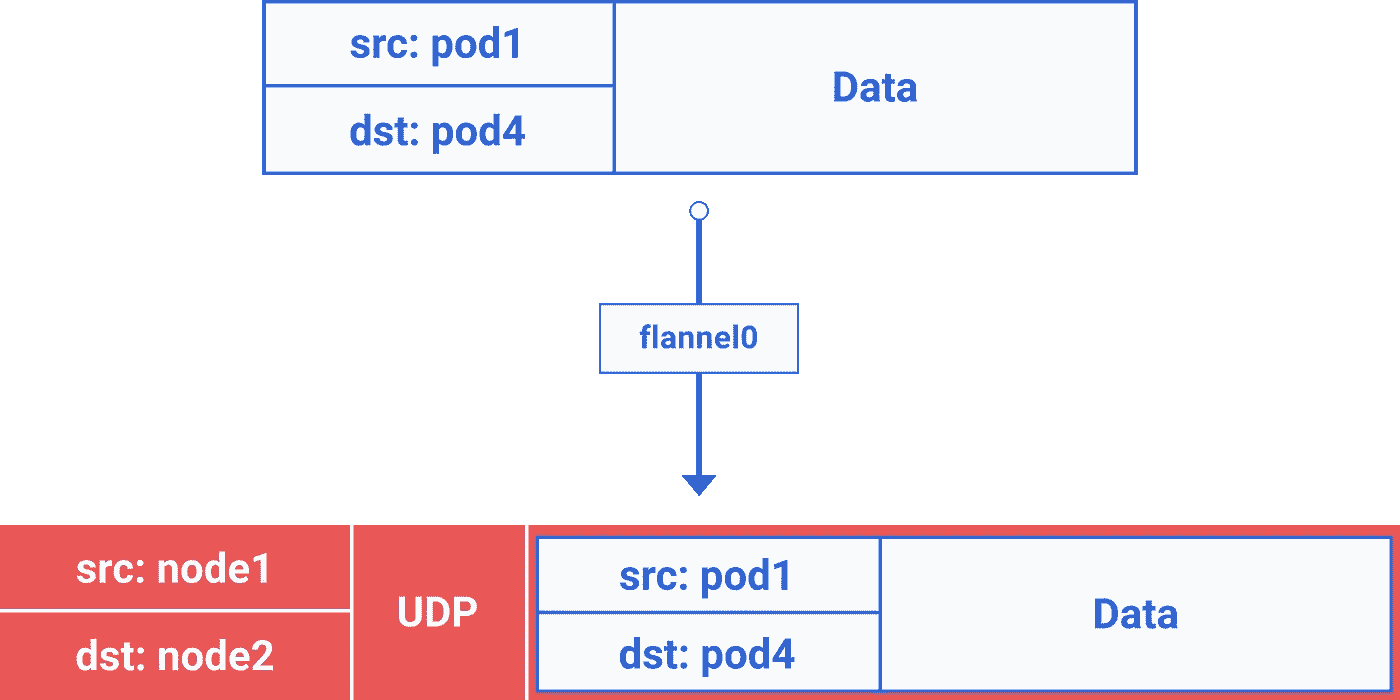 src: pod1
dst: pod4
Data
flannel0
src: node1
dst: node2
UDP
src: pod1
dst: pod4
Data